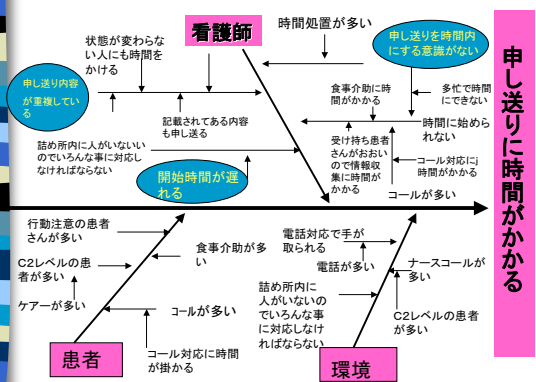 看護師
時間処置が多い
申し送りを時間内
にする意識がない
状態が変わらな
い人にも時間を
かける
申し送り内容
が重複してい
る
記載されてある内容
も申し送る
食事介助に時
間がかかる
多忙で時間
にできない
時間に始めら
れない
受け持ち患者
さんがおおい
ので情報収
集に時間が
かかる
コール対応にj
時間がかかる
コールが多い
詰め所内に人がいないい
のでいろんな事に対応し
なければならない
開始時間が遅
れる
申し送りに時間がかかる
行動注意の患者
さんが多い
C2レベルの患
者が多い
ケアーが多い
食事介助が多
い
コールが多い
コール対応に時間
が掛かる
患者
電話対応で手が
取られる
電話が多い
ナースコールが
多い
詰め所内に
人がいないの
でいろんな事
に対応しなけ
ればならない
C2レベルの患者
が多い
環境